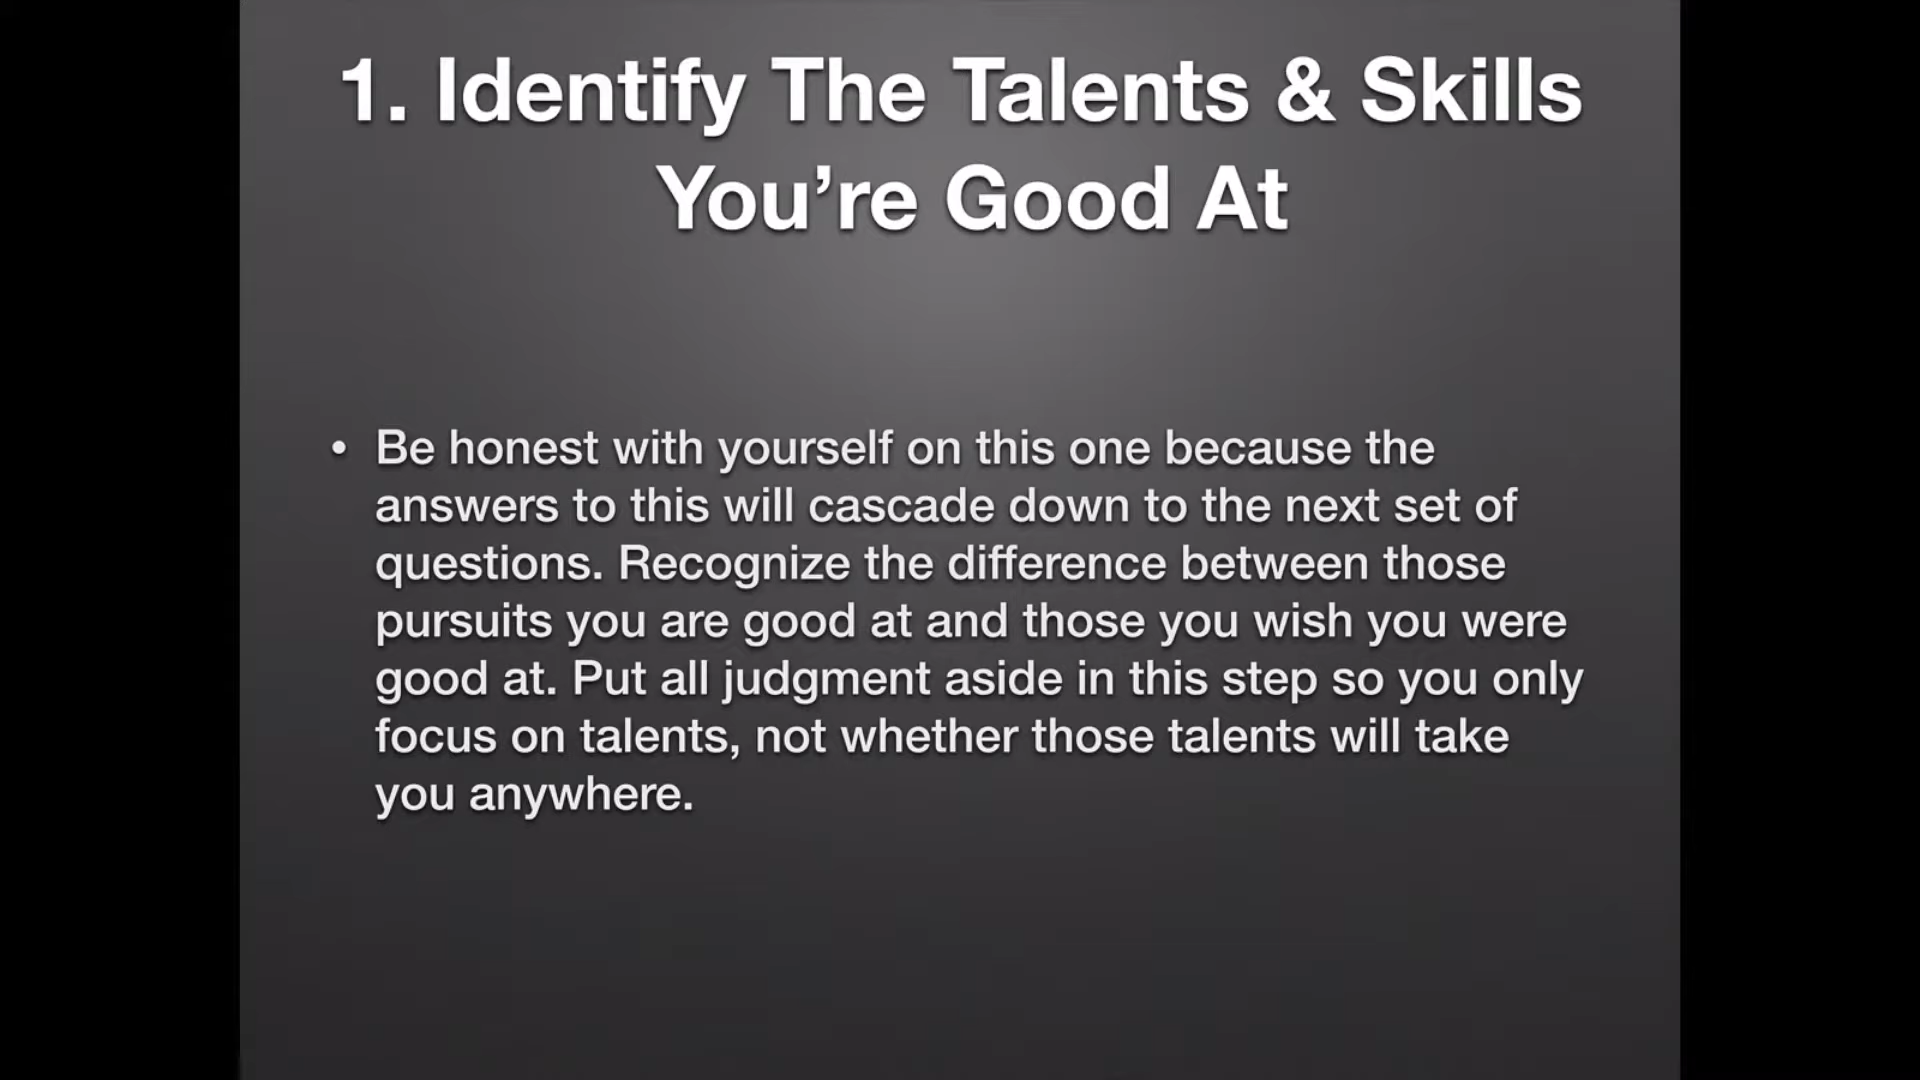 1. Identify The Talents & Skills
You’re Good At
• Be honest with yourself on this one because the
answers to this will cascade down to the next set of
questions. Recognize the difference between those
pursuits you are good at and those you wish you were
good at. Put all judgment aside in this step so you only
focus on talents, not whether those talents will take
you anywhere.